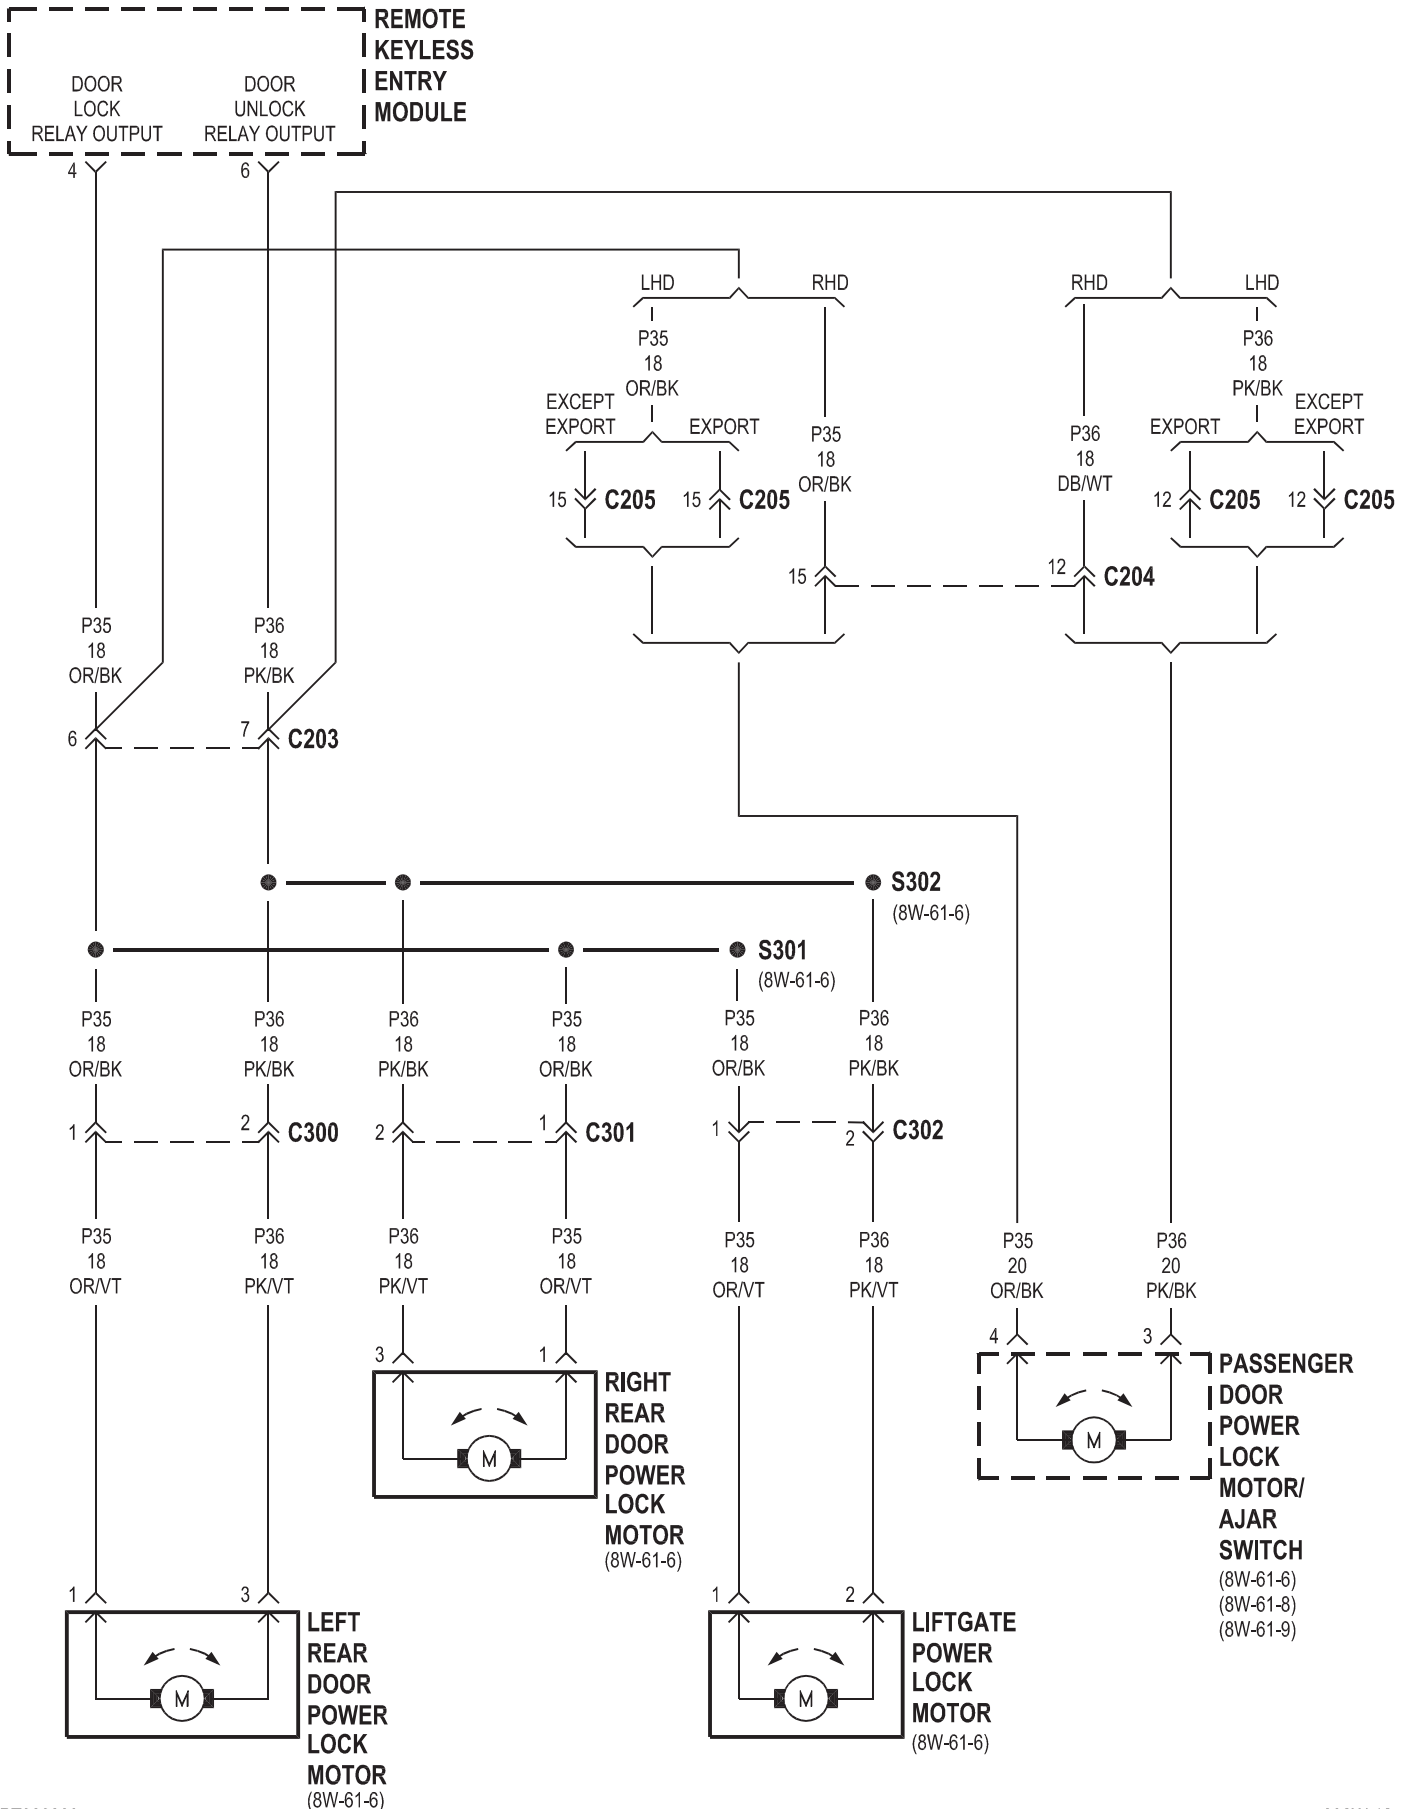 REMOTE
KEYLESS
ENTRY
MODULE
DOOR
LOCK
RELAY OUTPUT
DOOR
UNLOCK
RELAY OUTPUT
4
6
LHD
RHD
RHD
LHD
P35
18
OR/BK
P36
18
PK/BK
EXCEPT
EXPORT
EXPORT
P35
18
OR/BK
P36
18
DB/WT
EXPORT
EXCEPT
EXPORT
15
C205
15
C205
12
C205
12
C205
15
12
C204
P35
18
OR/BK
P36
18
PK/BK
6
7
C203
S302
(8W-61-6)
S301
(8W-61-6)
P35
18
OR/BK
P36
18
PK/BK
P36
18
PK/BK
P35
18
OR/BK
P35
18
OR/BK
P36
18
PK/BK
1
2
C300
2
1
C301
1
2
C302
P35
18
OR/VT
P36
18
PK/VT
P36
18
PK/VT
P35
18
OR/VT
P35
18
OR/VT
P36
18
PK/VT
P35
20
OR/BK
P36
20
PK/BK
3
1
4
3
M
RIGHT
REAR
DOOR
POWER
LOCK
MOTOR
(8W-61-6)
M
PASSENGER
DOOR
POWER
LOCK
MOTOR/
AJAR
SWITCH
(8W-61-6)
(8W-61-8)
(8W-61-9)
1
3
M
LEFT
REAR
DOOR
POWER
LOCK
MOTOR
(8W-61-6)
1
2
M
LIFTGATE
POWER
LOCK
MOTOR
(8W-61-6)